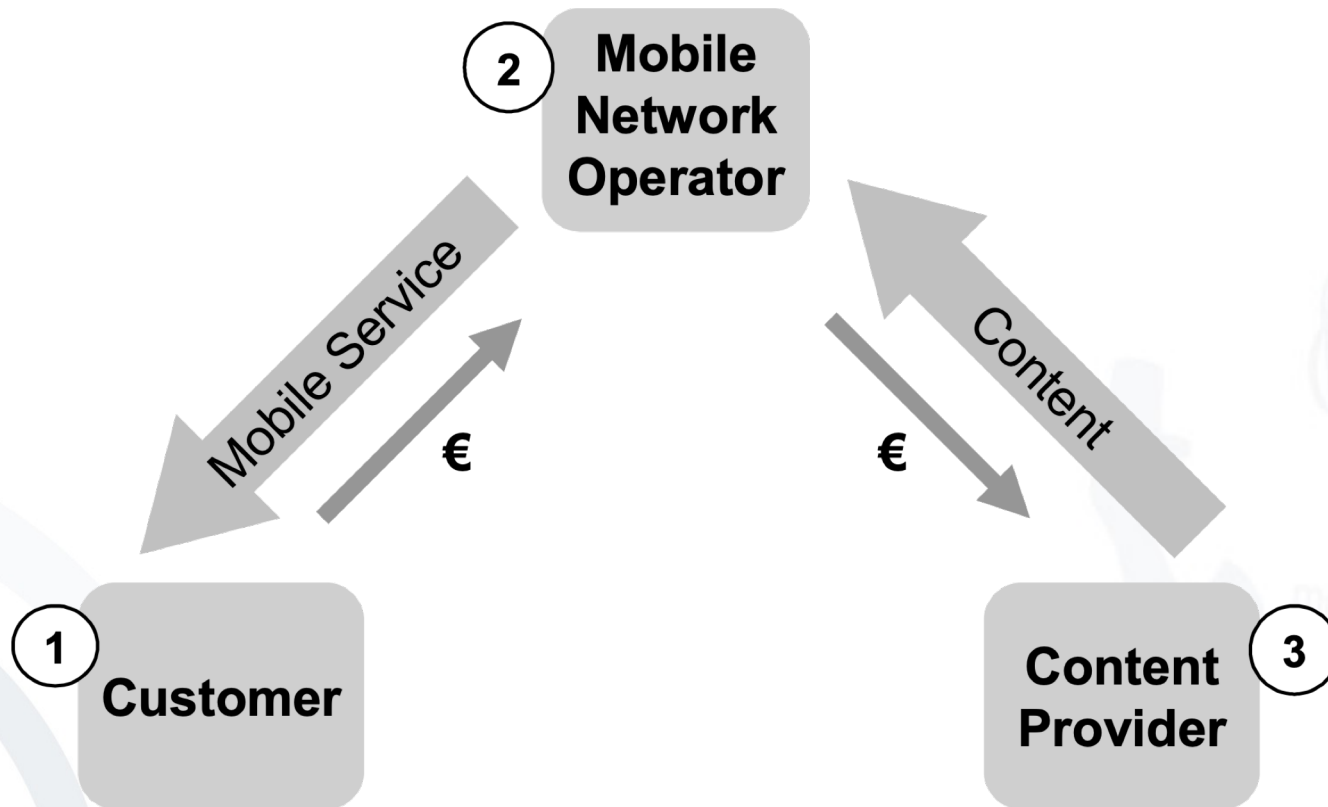 2
Mobile
Network
Operator
Mobile Service
€
€
Content
1
Customer
Content
Provider
3